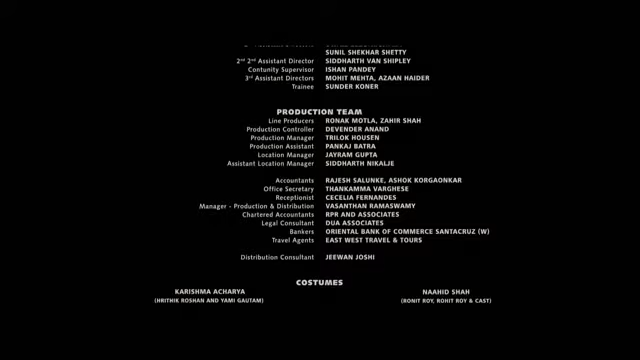 SUNIL SHEKHAR SHETTY
2nd 2nd Assistant Director SIDDHARTH VAN SHIPLEY
Contunity Supervisor ISHAN PANDEY
3rd Assistant Directors MOHIT MEHTA, AZAAN HAIDER
Trainee SUNDER KONER
PRODUCTION TEAM
Line Producers RONAK MOTLA, ZAHIR SHAH
Production Controller DEVENDER ANAND
Production Manager TRILOK HOUSEN
Production Assistant PANKAJ BATRA
Location Manager JAYRAM GUPTA
Assistant Location Manager SIDDHARTH NIKALJE
Accountants RAJESH SALUNKE, ASHOK KORGAONKAR
Office Secretary THANKAMMA VARGHESE
Receptionist CECELIA FERNANDES
Manager - Production & Distribution VASANTHAN RAMASWAMY
Chartered Accountants RPR AND ASSOCIATES
Legal Consultant DUA ASSOCIATES
Bankers ORIENTAL BANK OF COMMERCE SANTACRUZ (W)
Travel Agents EAST WEST TRAVEL & TOURS
Distribution Consultant JEEWAN JOSHI
COSTUMES
KARISHMA ACHARYA NAAHID SHAH
(HRITHIK ROSHAN AND YAMI GAUTAM) (RONIT ROY, ROHIT ROY & CAST)